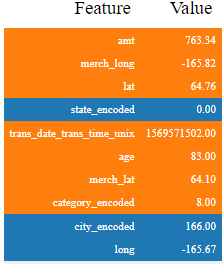 Feature Value
amt 763.34
merch_long -165.82
lat 64.76
state_encoded 0.00
trans_date_trans_time_unix 1569571502.00
age 83.00
merch_lat 64.10
category_encoded 8.00
city_encoded 166.00
long -165.67